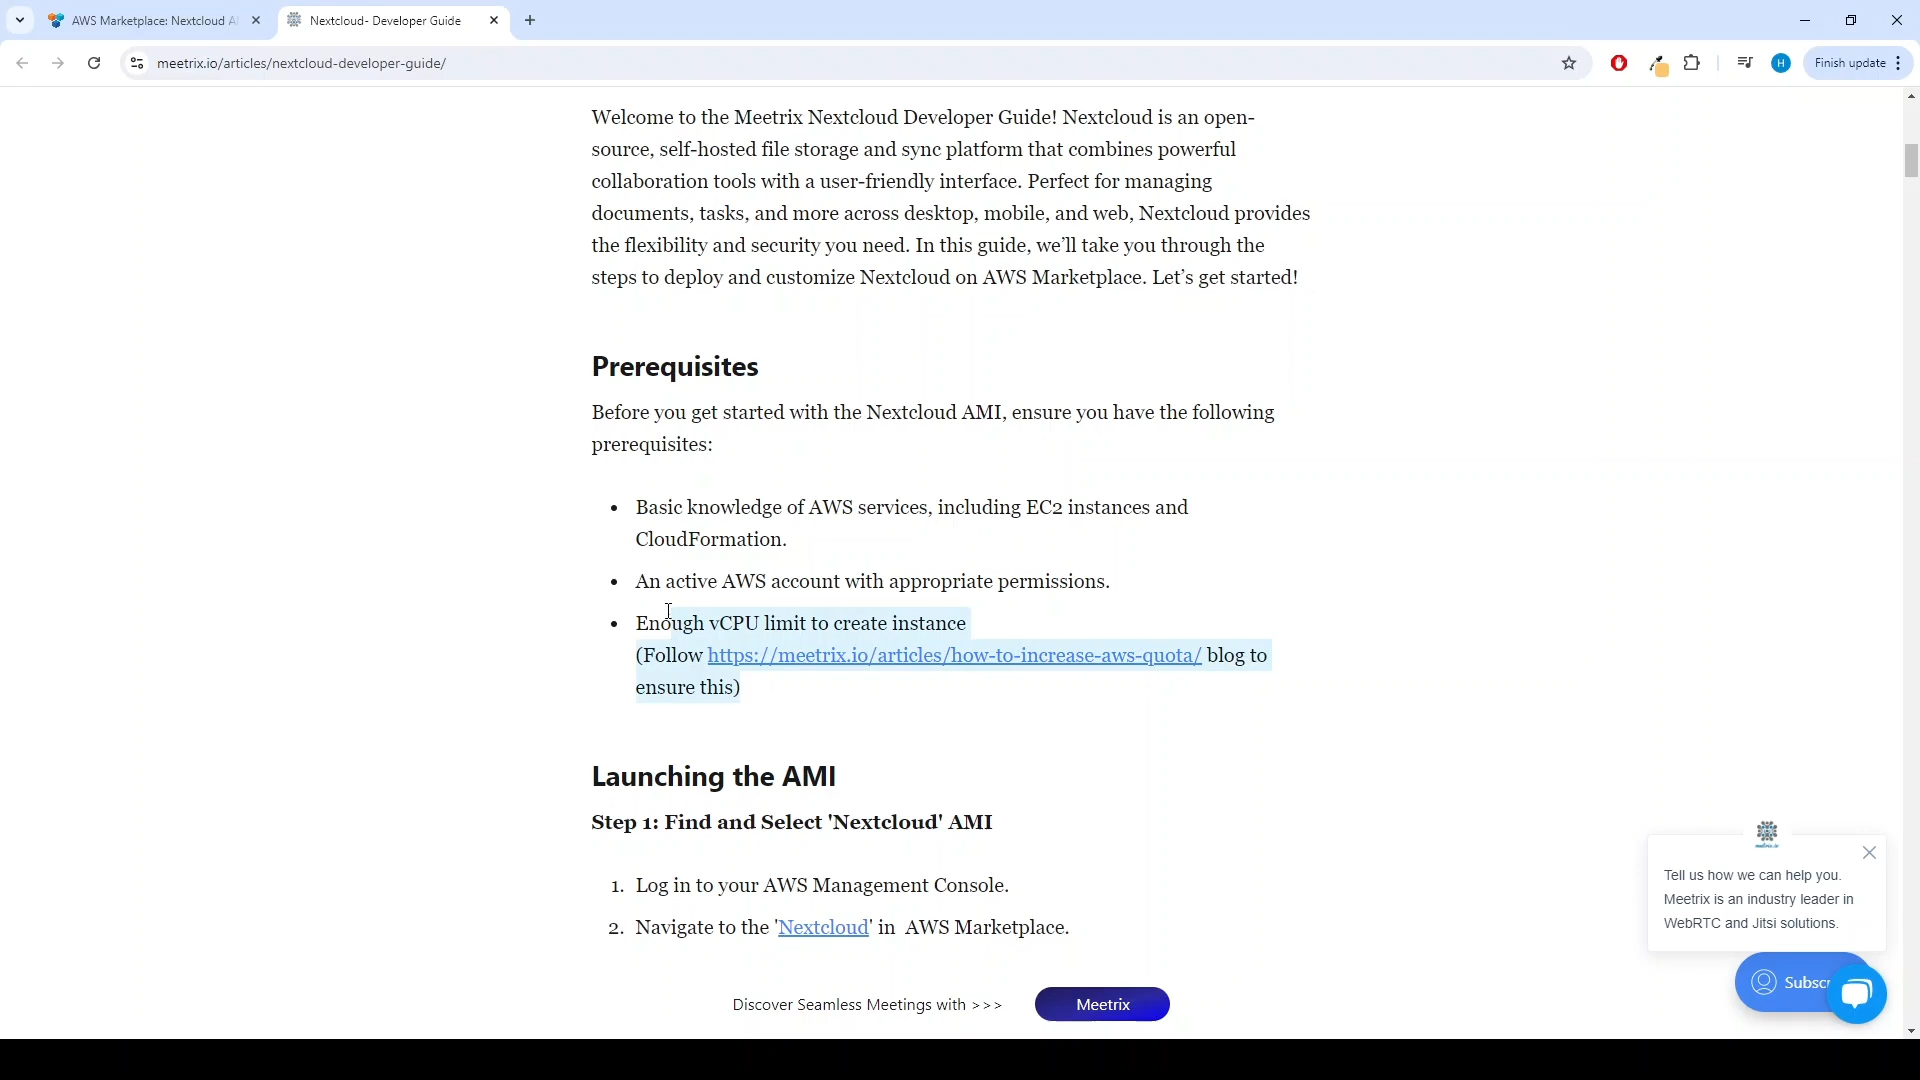 AWS Marketplace: Nextcloud A
Nextcloud- Developer Guide
meetrix.io/articles/nextcloud-developer-guide/
H
Finish update
Welcome to the Meetrix Nextcloud Developer Guide! Nextcloud is an open-
source, self-hosted file storage and sync platform that combines powerful
collaboration tools with a user-friendly interface. Perfect for managing
documents, tasks, and more across desktop, mobile, and web, Nextcloud provides
the flexibility and security you need. In this guide, we’ll take you through the
steps to deploy and customize Nextcloud on AWS Marketplace. Let’s get started!
Prerequisites
Before you get started with the Nextcloud AMI, ensure you have the following
prerequisites:
• Basic knowledge of AWS services, including EC2 instances and
CloudFormation.
• An active AWS account with appropriate permissions.
• Enough vCPU limit to create instance
(Follow https://meetrix.io/articles/how-to-increase-aws-quota/ blog to
ensure this)
Launching the AMI
Step 1: Find and Select 'Nextcloud' AMI
1. Log in to your AWS Management Console.
2. Navigate to the 'Nextcloud' in AWS Marketplace.
meetrix.io
Tell us how we can help you.
Meetrix is an industry leader in
WebRTC and Jitsi solutions.
Subscr
Discover Seamless Meetings with >>>
Meetrix